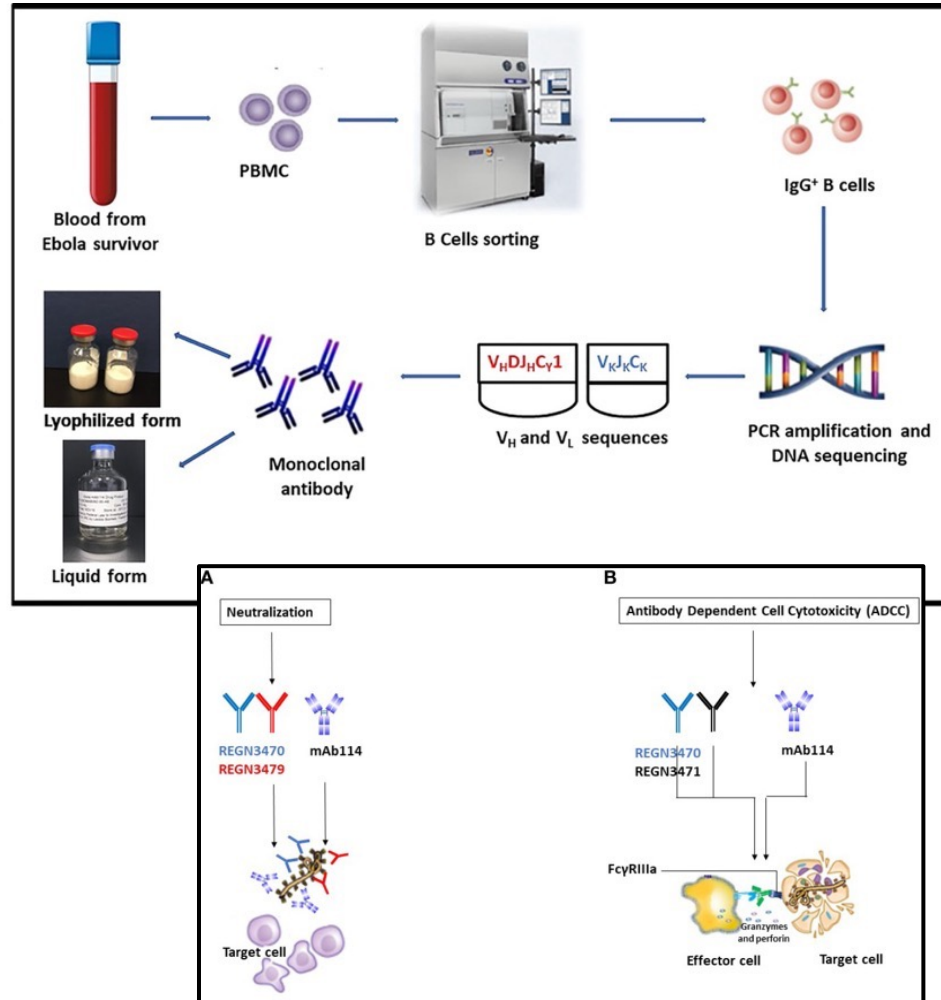 PBMC
Blood from
Ebola survivor
B Cells sorting
IgG⁺ B cells
PCR amplification and
DNA sequencing
VHDJHCγ1
VKJKCK
VH and VL sequences
Monoclonal
antibody
Lyophilized form
Liquid form
A
Neutralization
REGN3470
REGN3479
mAb114
Target cell
B
Antibody Dependent Cell Cytotoxicity (ADCC)
REGN3470
REGN3471
mAb114
FcγRIIIa
Granzymes
and perforin
Effector cell
Target cell